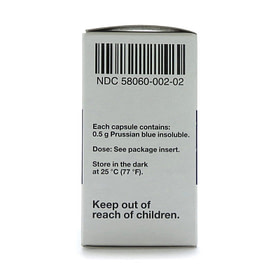 NDC 58060-002-02
Each capsule contains:
0.5 g Prussian blue insoluble.
Dose: See package insert.
Store in the dark
at 25 °C (77 °F).
Keep out of
reach of children.